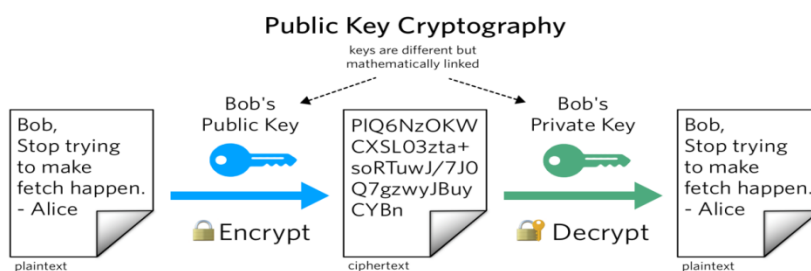 Public Key Cryptography
keys are different but
mathematically linked
Bob,
Stop trying
to make
fetch happen.
- Alice
plaintext
Bob's
Public Key
Encrypt
PIQ6NzOKW
CXSL03zta+
soRTuwJ/7J0
Q7gzwyJBuy
CYBn
ciphertext
Bob's
Private Key
Decrypt
Bob,
Stop trying
to make
fetch happen.
- Alice
plaintext